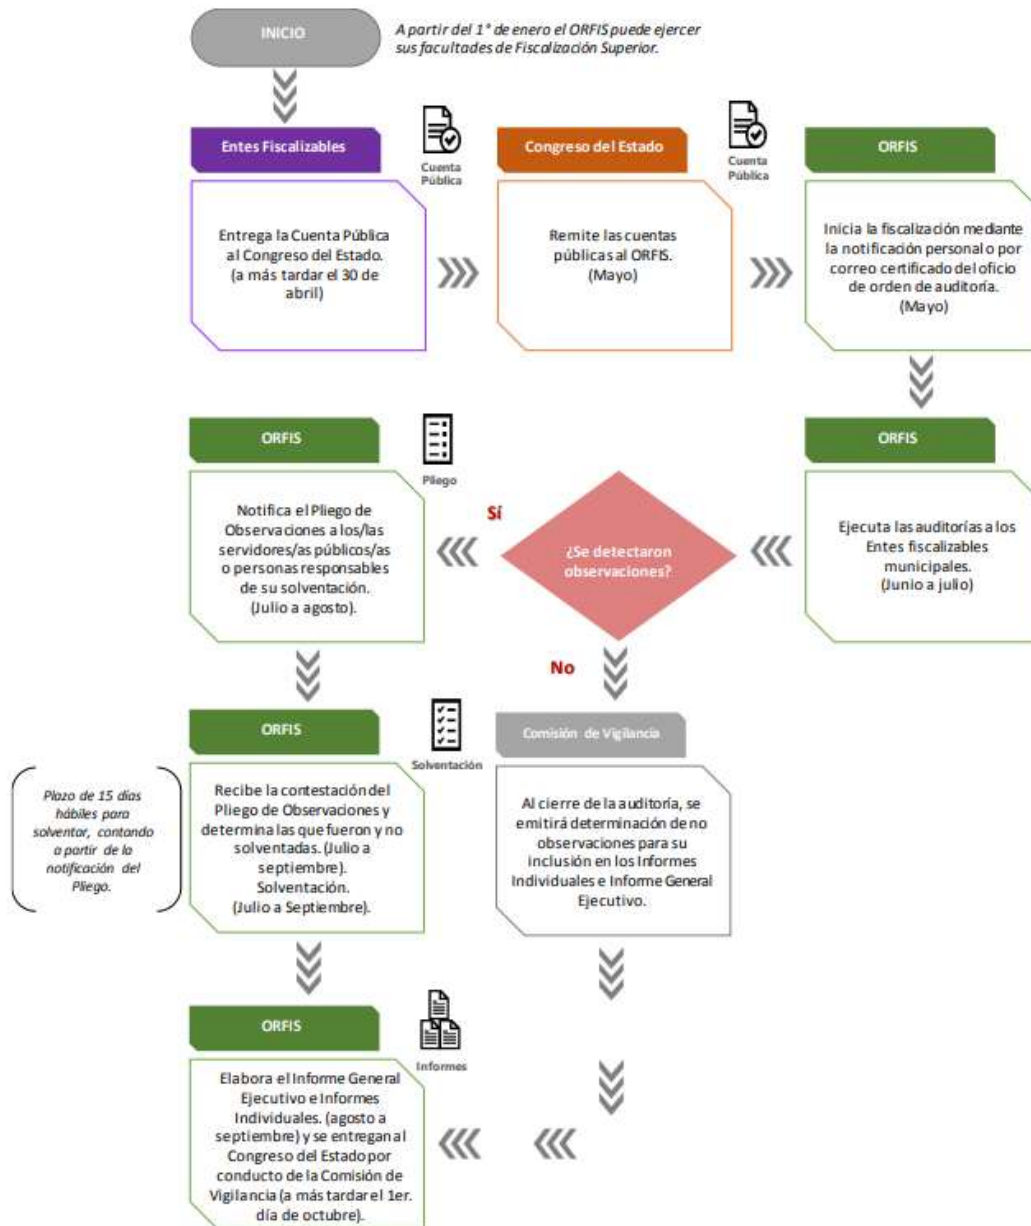 INICIO
A partir del 1° de enero el ORFIS puede ejercer
sus facultades de Fiscalización Superior.
Entes Fiscalizables
Cuenta
Pública
Entrega la Cuenta Pública
al Congreso del Estado.
(a más tardar el 30 de
abril)
Congreso del Estado
Cuenta
Pública
Remite las cuentas
públicas al ORFIS.
(Mayo)
ORFIS
Inicia la fiscalización mediante
la notificación personal o por
correo certificado del oficio
de orden de auditoría.
(Mayo)
ORFIS
Ejecuta las auditorías a los
Entes fiscalizables
municipales.
(Junio a julio)
¿Se detectaron
observaciones?
Sí
ORFIS
Pliego
Notifica el Pliego de
Observaciones a los/las
servidores/as públicos/as
o personas responsables
de su solventación.
(Julio a agosto).
No
ORFIS
Solventación
Plazo de 15 días
hábiles para
solventar, contando
a partir de la
notificación del
Pliego.
Recibe la contestación del
Pliego de Observaciones y
determina las que fueron y no
solventadas. (Julio a
septiembre).
Solventación.
(Julio a Septiembre).
Comisión de Vigilancia
Al cierre de la auditoría, se
emitirá determinación de no
observaciones para su
inclusión en los Informes
Individuales e Informe General
Ejecutivo.
ORFIS
Informes
Elabora el Informe General
Ejecutivo e Informes
Individuales. (agosto a
septiembre) y se entregan al
Congreso del Estado por
conducto de la Comisión de
Vigilancia (a más tardar el 1er.
día de octubre).